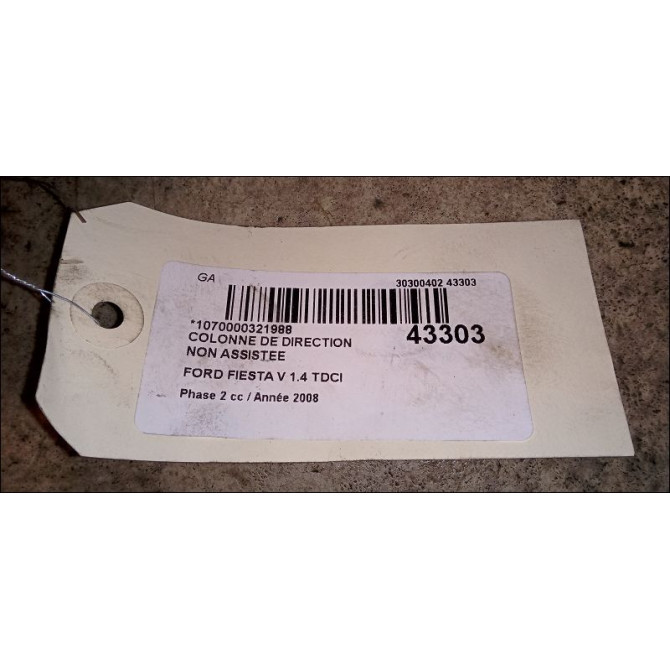 GA 30300402 43303
*1070000321988 43303
COLONNE DE DIRECTION
NON ASSISTEE
FORD FIESTA V 1.4 TDCI
Phase 2 cc / Année 2008